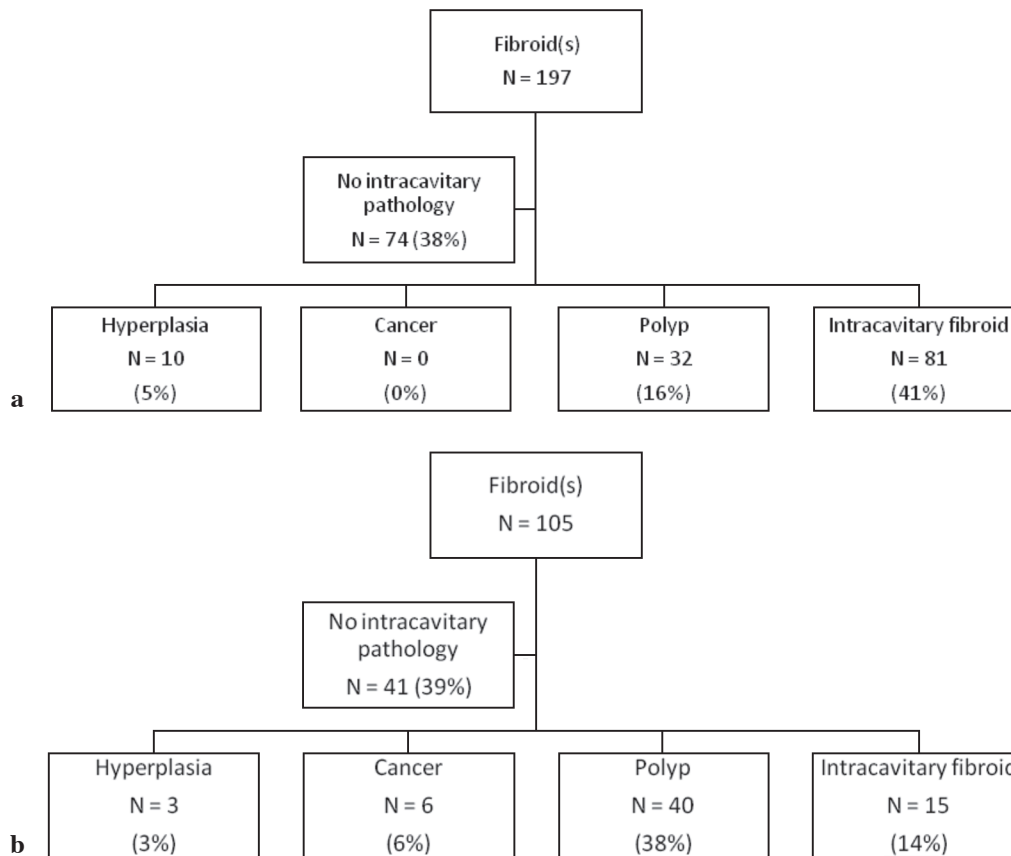 Fibroid(s)
N = 197
No intracavitary
pathology
N = 74 (38%)
Hyperplasia
N = 10
(5%)
Cancer
N = 0
(0%)
Polyp
N = 32
(16%)
Intracavitary fibroid
N = 81
(41%)
a
Fibroid(s)
N = 105
No intracavitary
pathology
N = 41 (39%)
Hyperplasia
N = 3
(3%)
Cancer
N = 6
(6%)
Polyp
N = 40
(38%)
Intracavitary fibroid
N = 15
(14%)
b